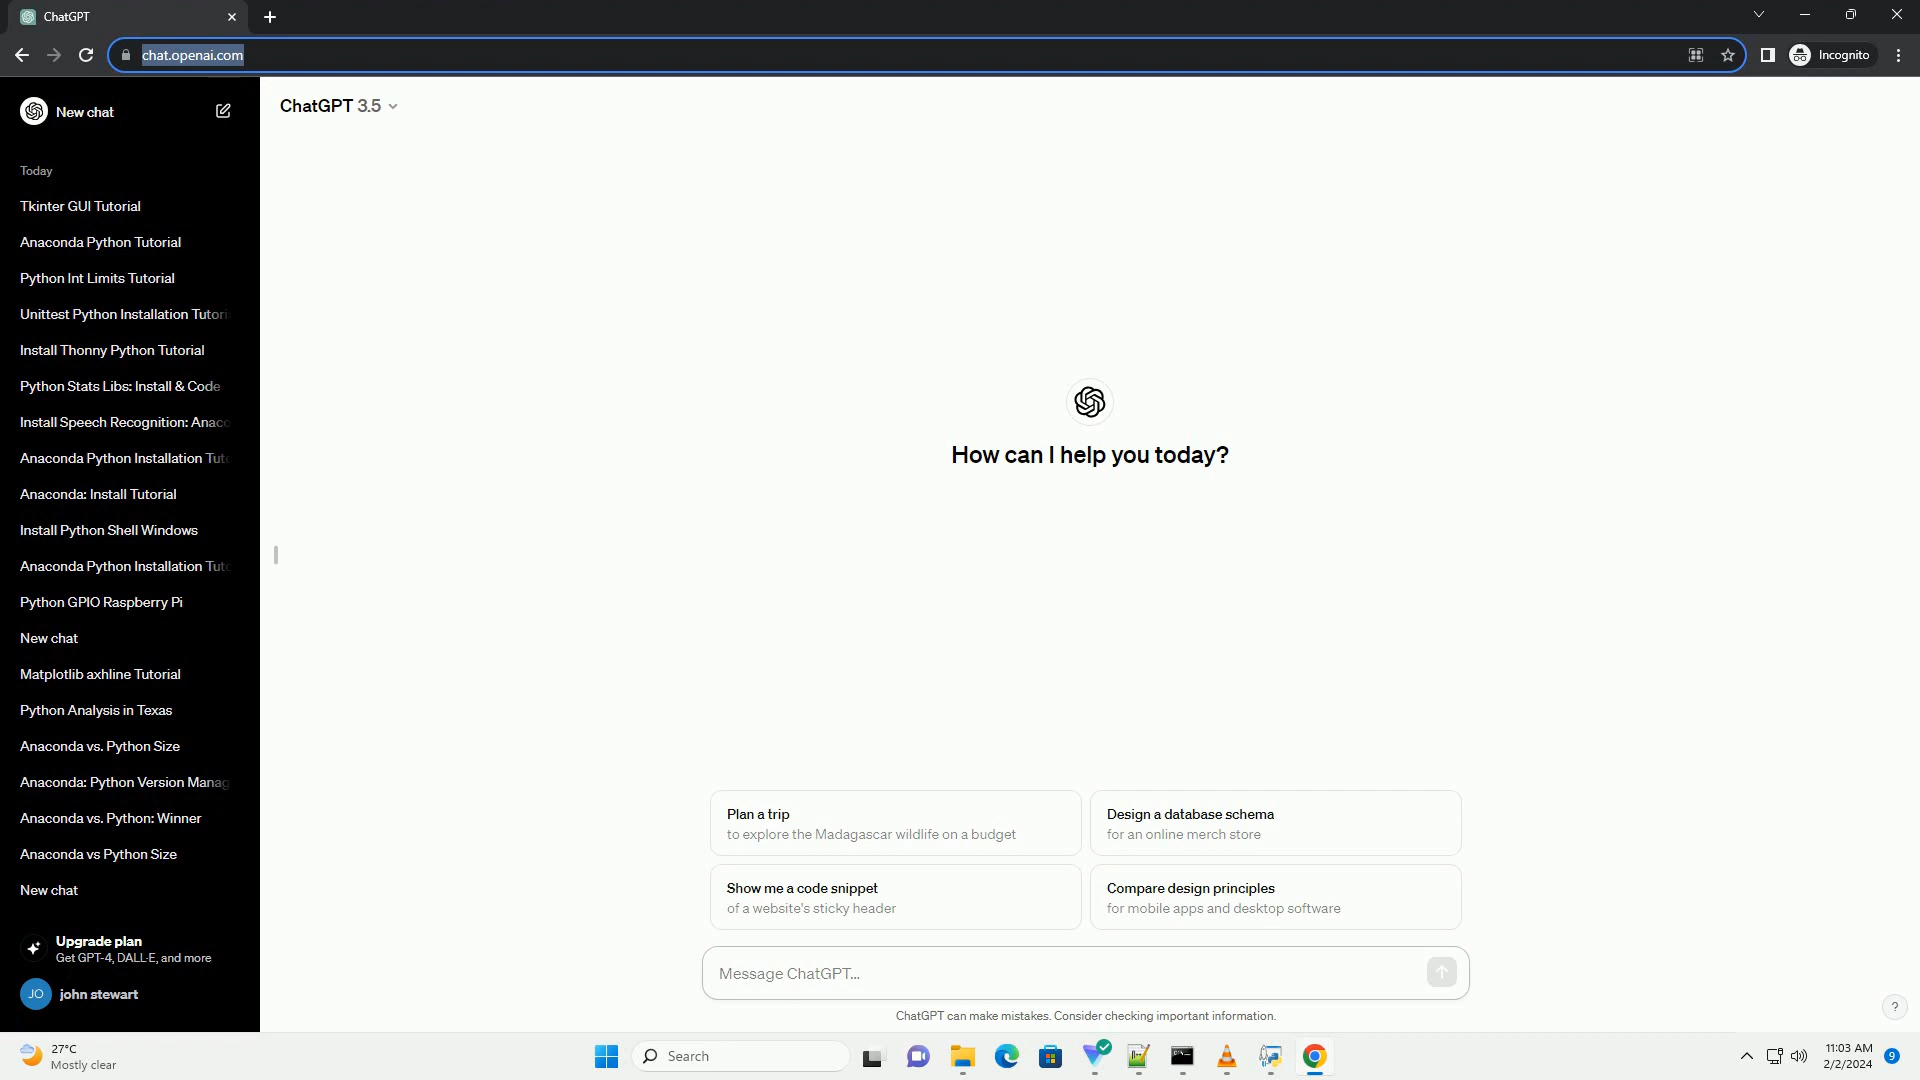 ChatGPT
chat.openai.com
Incognito
New chat
ChatGPT 3.5
Today
Tkinter GUI Tutorial
Anaconda Python Tutorial
Python Int Limits Tutorial
Unittest Python Installation Tutori
Install Thonny Python Tutorial
Python Stats Libs: Install & Code
Install Speech Recognition: Anaco
Anaconda Python Installation Tuto
Anaconda: Install Tutorial
Install Python Shell Windows
Anaconda Python Installation Tuto
Python GPIO Raspberry Pi
New chat
Matplotlib axhline Tutorial
Python Analysis in Texas
Anaconda vs. Python Size
Anaconda: Python Version Manag
Anaconda vs. Python: Winner
Anaconda vs Python Size
New chat
Upgrade plan
Get GPT-4, DALL·E, and more
JO
john stewart
How can I help you today?
Plan a trip
to explore the Madagascar wildlife on a budget
Design a database schema
for an online merch store
Show me a code snippet
of a website's sticky header
Compare design principles
for mobile apps and desktop software
Message ChatGPT...
ChatGPT can make mistakes. Consider checking important information.
?
27°C
Mostly clear
Search
11:03 AM
2/2/2024
9